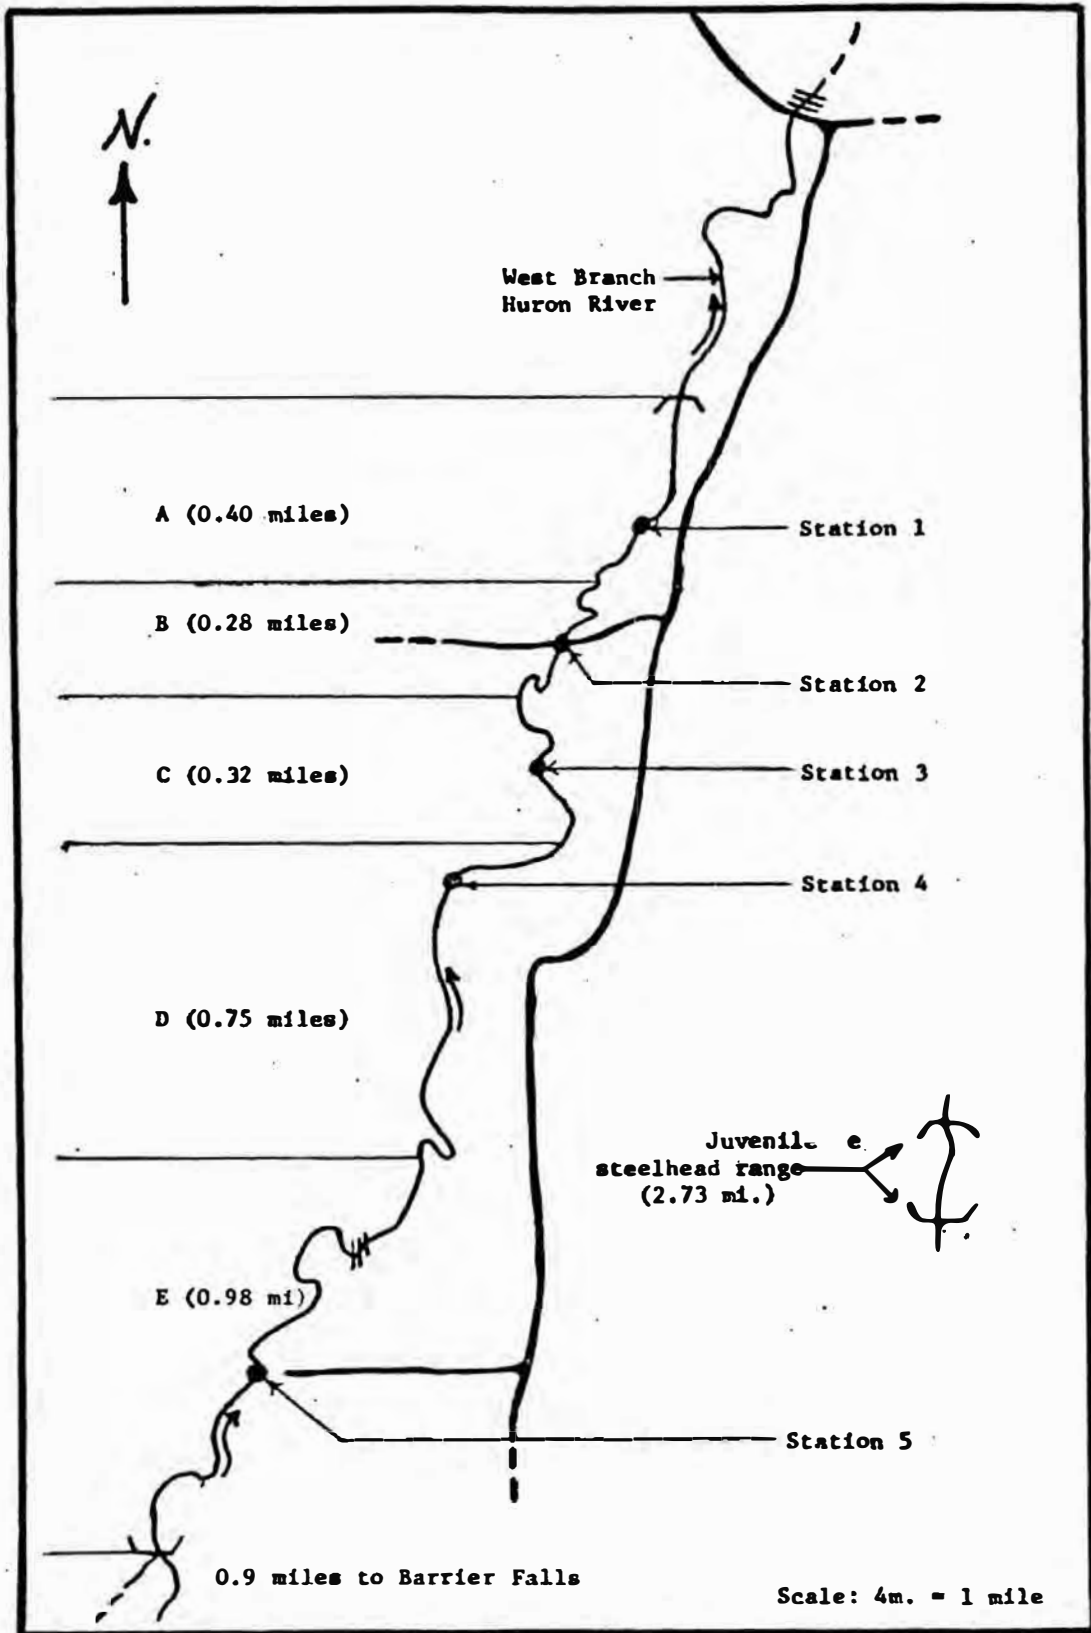 N.
West Branch
Huron River
A (0.40 miles)
Station 1
B (0.28 miles)
Station 2
C (0.32 miles)
Station 3
Station 4
D (0.75 miles)
Juvenil e
steelhead range
(2.73 mi.)
E (0.98 mi)
Station 5
0.9 miles to Barrier Falls
Scale: 4m. = 1 mile